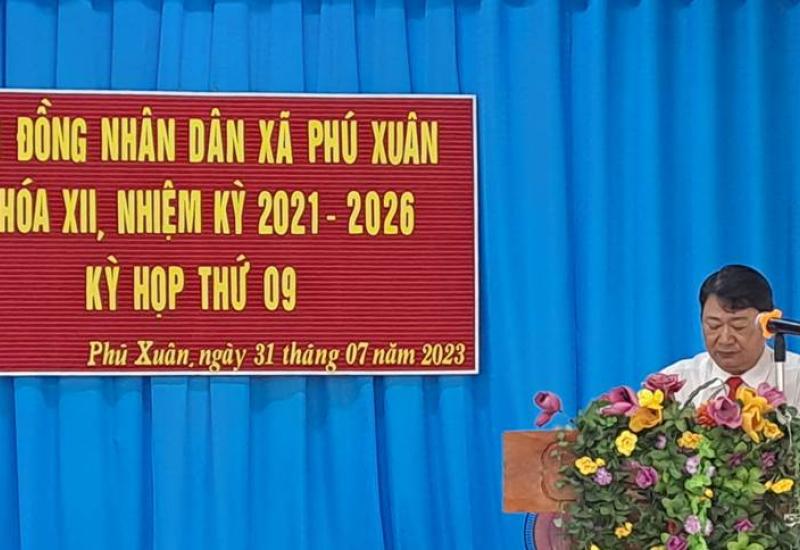 ĐỒNG NHÂN DÂN XÃ PHÚ XUÂN
HÓA XII, NHIỆM KỲ 2021 - 2026
KỲ HỌP THỨ 09
Phú Xuân, ngày 31 tháng 07 năm 2023